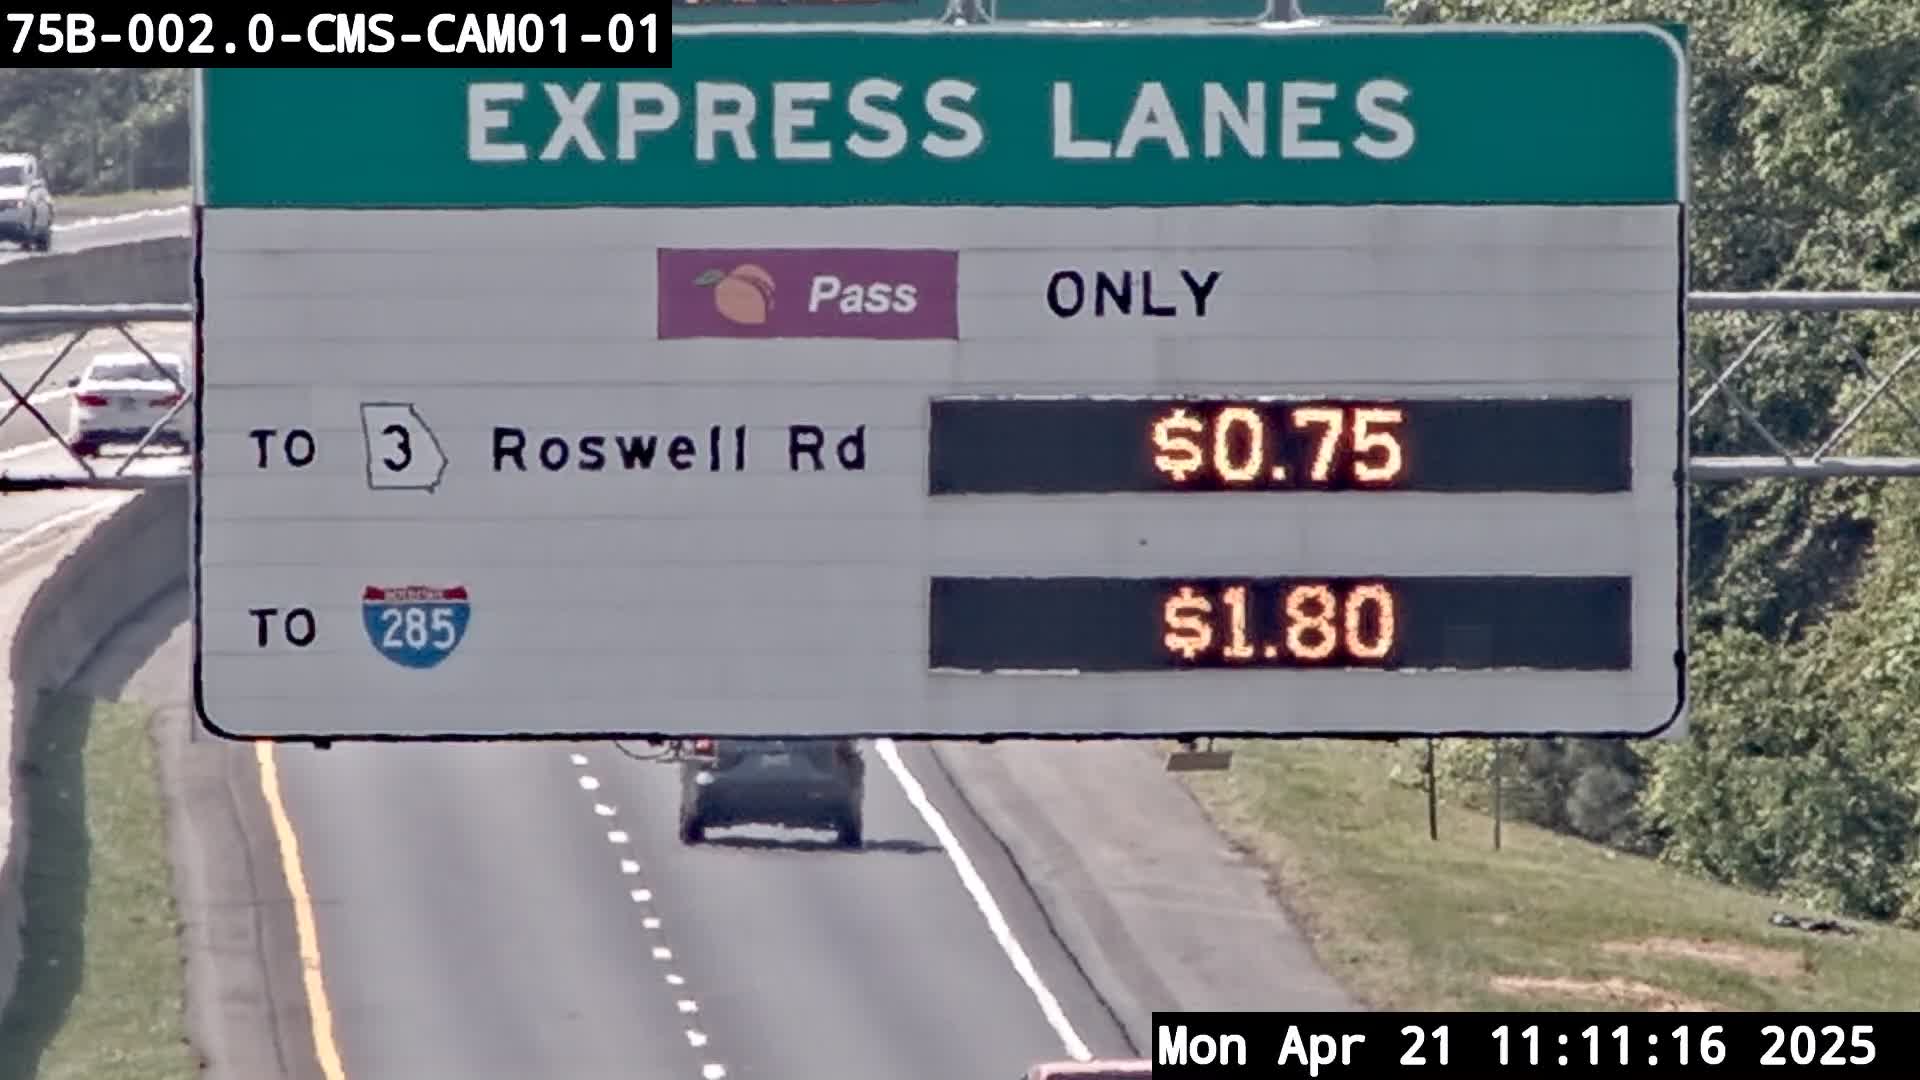 75B-002.0-CMS-CAM01-01
EXPRESS LANES
Pass ONLY
TO 3 Roswell Rd $0.75
TO 285 $1.80
Mon Apr 21 11:11:16 2025